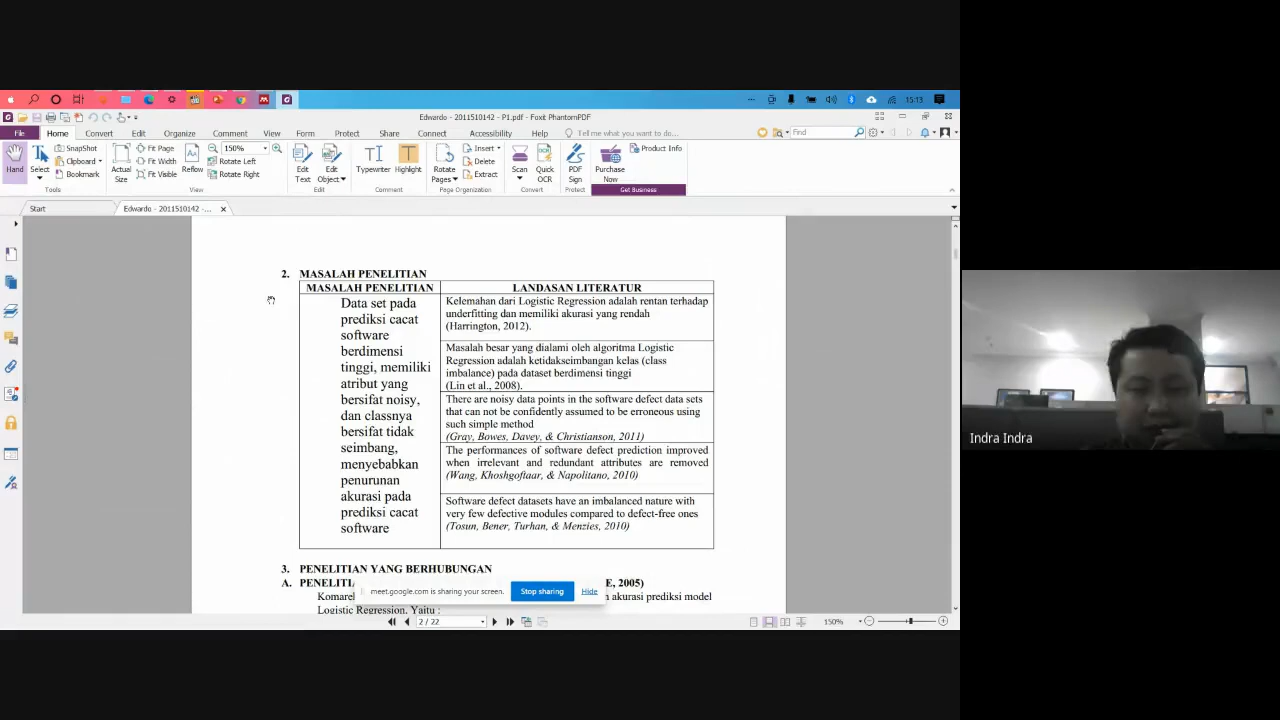 15:13
Edwardo - 2011510142 - P1.pdf - Foxit PhantomPDF
File Home Convert Edit Organize Comment View Form Protect Share Connect Accessibility Help Tell me what you want to do... Find
Hand
Select
SnapShot
Clipboard
Bookmark
Tools
Actual Size
Fit Page
Fit Width
Fit Visible
Reflow
150%
Rotate Left
Rotate Right
View
Edit Text
Edit Object
Edit
Typewriter
Highlight
Comment
Rotate Pages
Insert
Delete
Extract
Page Organization
Scan
Quick OCR
Convert
PDF Sign
Protect
Purchase Now
Product Info
Get Business
Start
Edwardo - 2011510142 -...
2. MASALAH PENELITIAN
MASALAH PENELITIAN
LANDASAN LITERATUR
Data set pada
prediksi cacat
software
berdimensi
tinggi, memiliki
atribut yang
bersifat noisy,
dan classnya
bersifat tidak
seimbang,
menyebabkan
penurunan
akurasi pada
prediksi cacat
software
Kelemahan dari Logistic Regression adalah rentan terhadap
underfitting dan memiliki akurasi yang rendah
(Harrington, 2012).
Masalah besar yang dialami oleh algoritma Logistic
Regression adalah ketidakseimbangan kelas (class
imbalance) pada dataset berdimensi tinggi
(Lin et al., 2008).
There are noisy data points in the software defect data sets
that can not be confidently assumed to be erroneous using
such simple method
(Gray, Bowes, Davey, & Christianson, 2011)
The performances of software defect prediction improved
when irrelevant and redundant attributes are removed
(Wang, Khoshgoftaar, & Napolitano, 2010)
Software defect datasets have an imbalanced nature with
very few defective modules compared to defect-free ones
(Tosun, Bener, Turhan, & Menzies, 2010)
3. PENELITIAN YANG BERHUBUNGAN
A. PENELITI E, 2005)
Komare n akurasi prediksi model
Logistic Regression. Yaitu :
meet.google.com is sharing your screen.
Stop sharing
Hide
2 / 22
150%
Indra Indra